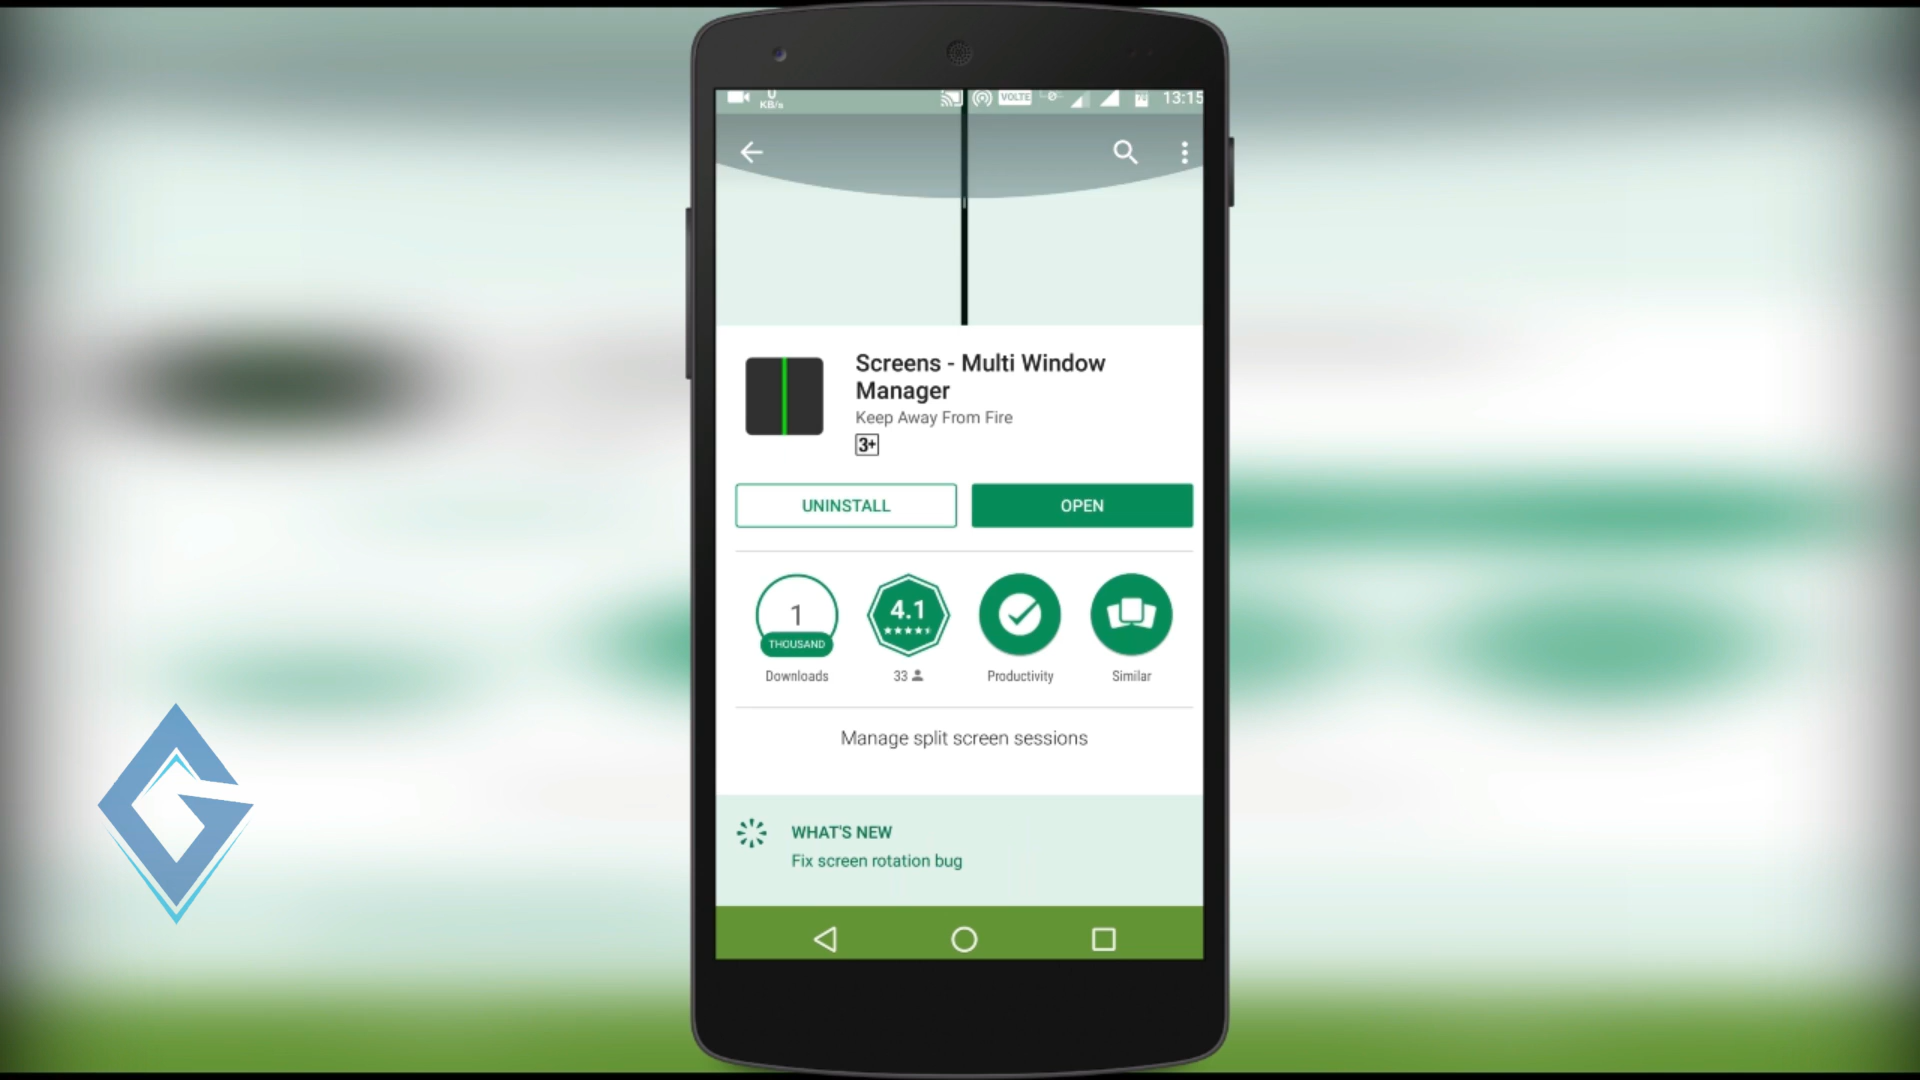 0
KB/s
VOLTE
13:15
Screens - Multi Window
Manager
Keep Away From Fire
3+
UNINSTALL
OPEN
1
THOUSAND
4.1
Downloads
33
Productivity
Similar
Manage split screen sessions
WHAT'S NEW
Fix screen rotation bug